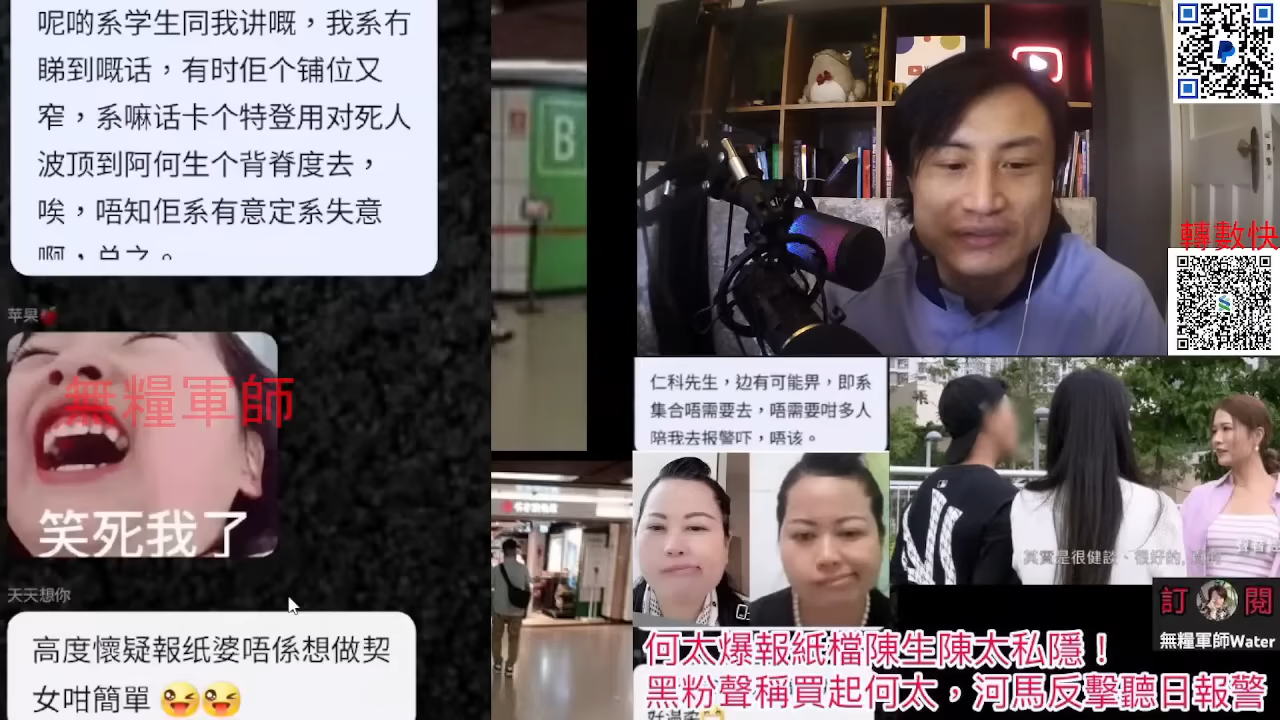 呢啲系学生同我讲嘅，我系冇
睇到嘅话，有时佢个铺位又
窄，系嘛话卡个特登用对死人
波顶到阿何生个背脊度去，
唉，唔知佢系有意定系失意
啊，总之。
苹果
無糧軍師
笑死我了
天天想你
高度懷疑報纸婆唔係想做契
女咁簡單
B
轉數快
仁科先生，边有可能界，即系
集合唔需要去，唔需要咁多人
陪我去报警吓，唔该。
其實是很健談、很好的,
訂閱
無糧軍師Water
何太爆報紙檔陳生陳太私隱！
黑粉聲稱買起何太，河馬反擊聽日報警